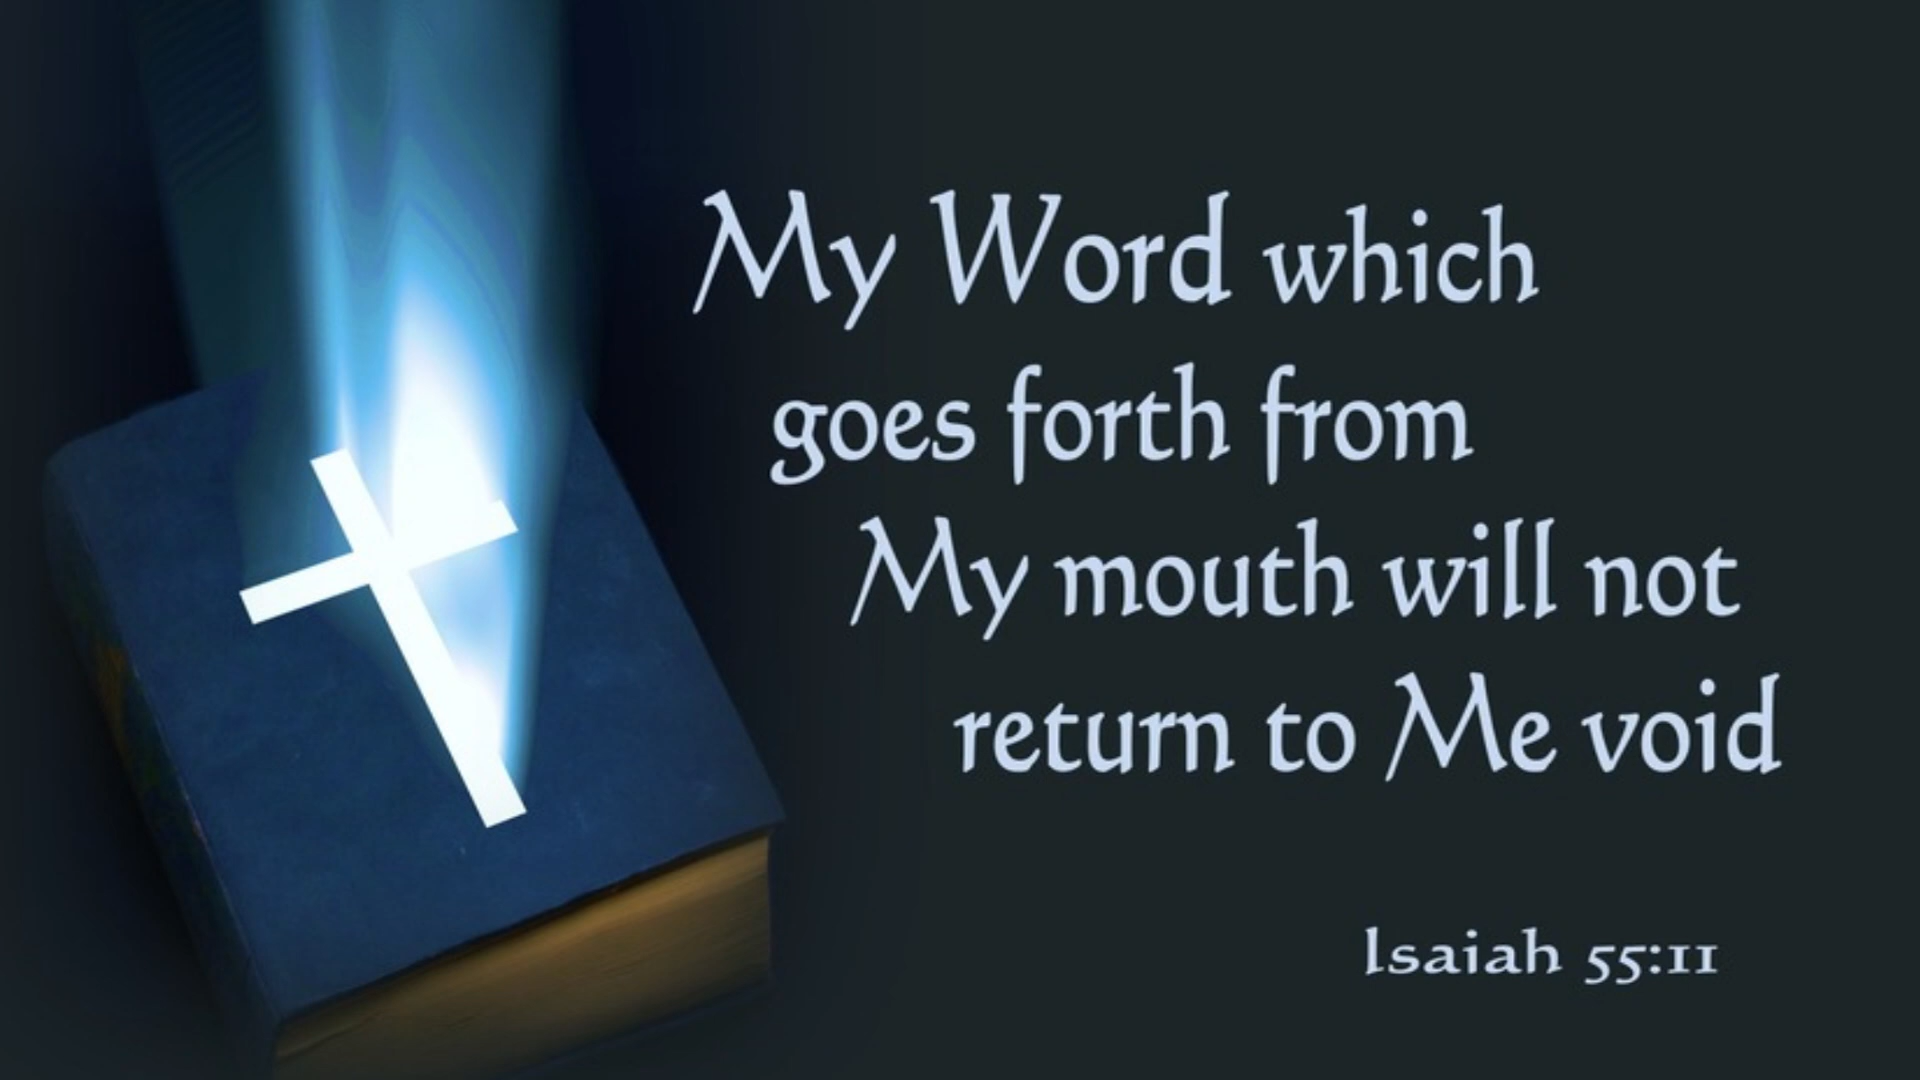 My Word which
goes forth from
My mouth will not
return to Me void
Isaiah 55:11